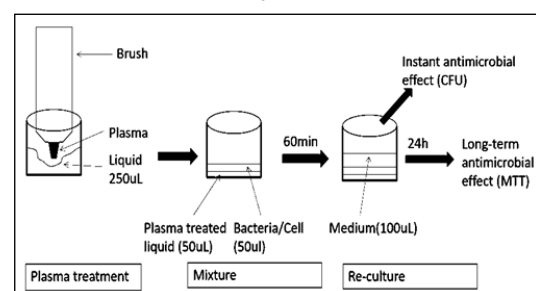 Brush
Plasma
Liquid
250uL
Plasma treated
liquid (50uL)
Bacteria/Cell
(50ul)
60min
Medium(100uL)
Instant antimicrobial
effect (CFU)
24h
Long-term
antimicrobial
effect (MTT)
Plasma treatment
Mixture
Re-culture